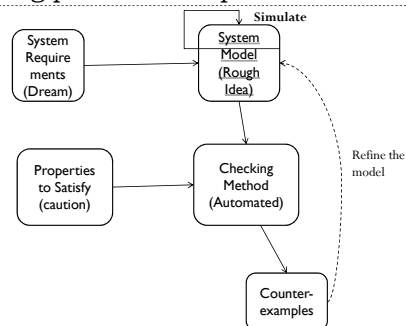 Simulate
System
Require
ments
(Dream)
System
Model
(Rough
Idea)
Refine the
model
Properties
to Satisfy
(caution)
Checking
Method
(Automated)
Counter-
examples